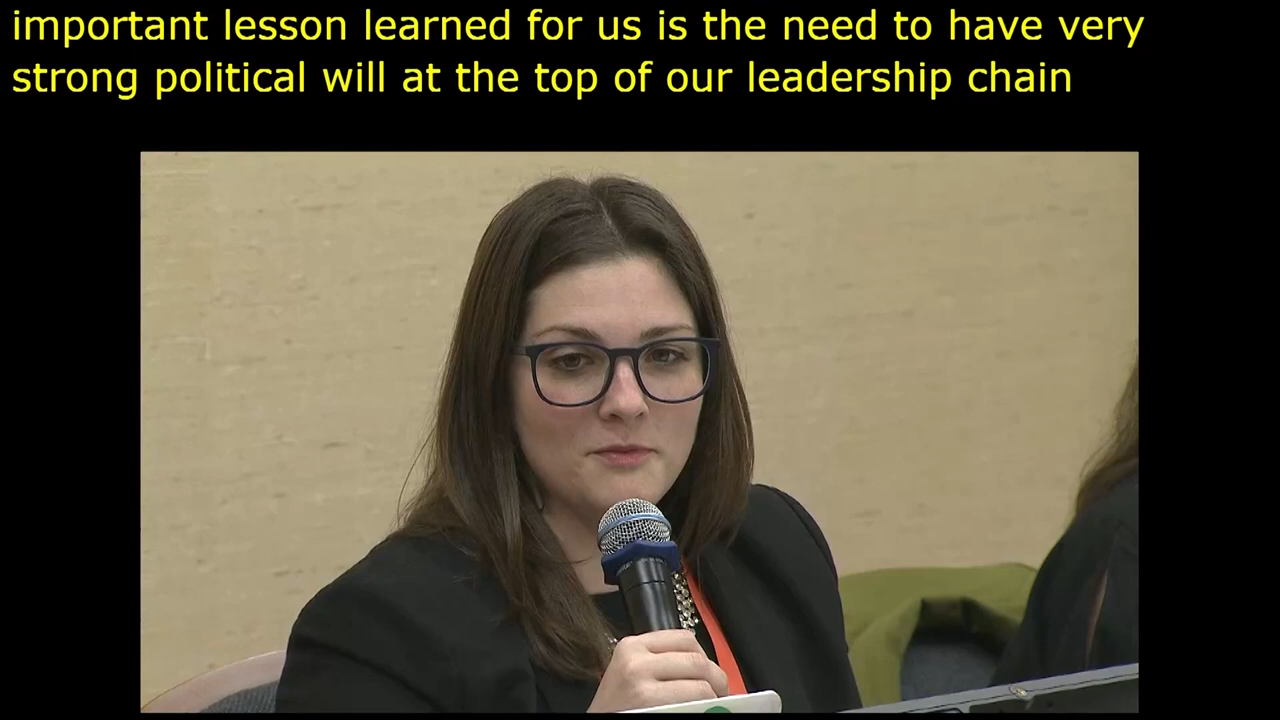 important lesson learned for us is the need to have very
strong political will at the top of our leadership chain